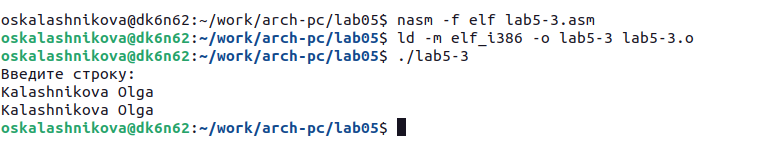 oskalashnikova@dk6n62:~/work/arch-pc/lab05$ nasm -f elf lab5-3.asm
oskalashnikova@dk6n62:~/work/arch-pc/lab05$ ld -m elf_i386 -o lab5-3 lab5-3.o
oskalashnikova@dk6n62:~/work/arch-pc/lab05$ ./lab5-3
Введите строку:
Kalashnikova Olga
Kalashnikova Olga
oskalashnikova@dk6n62:~/work/arch-pc/lab05$